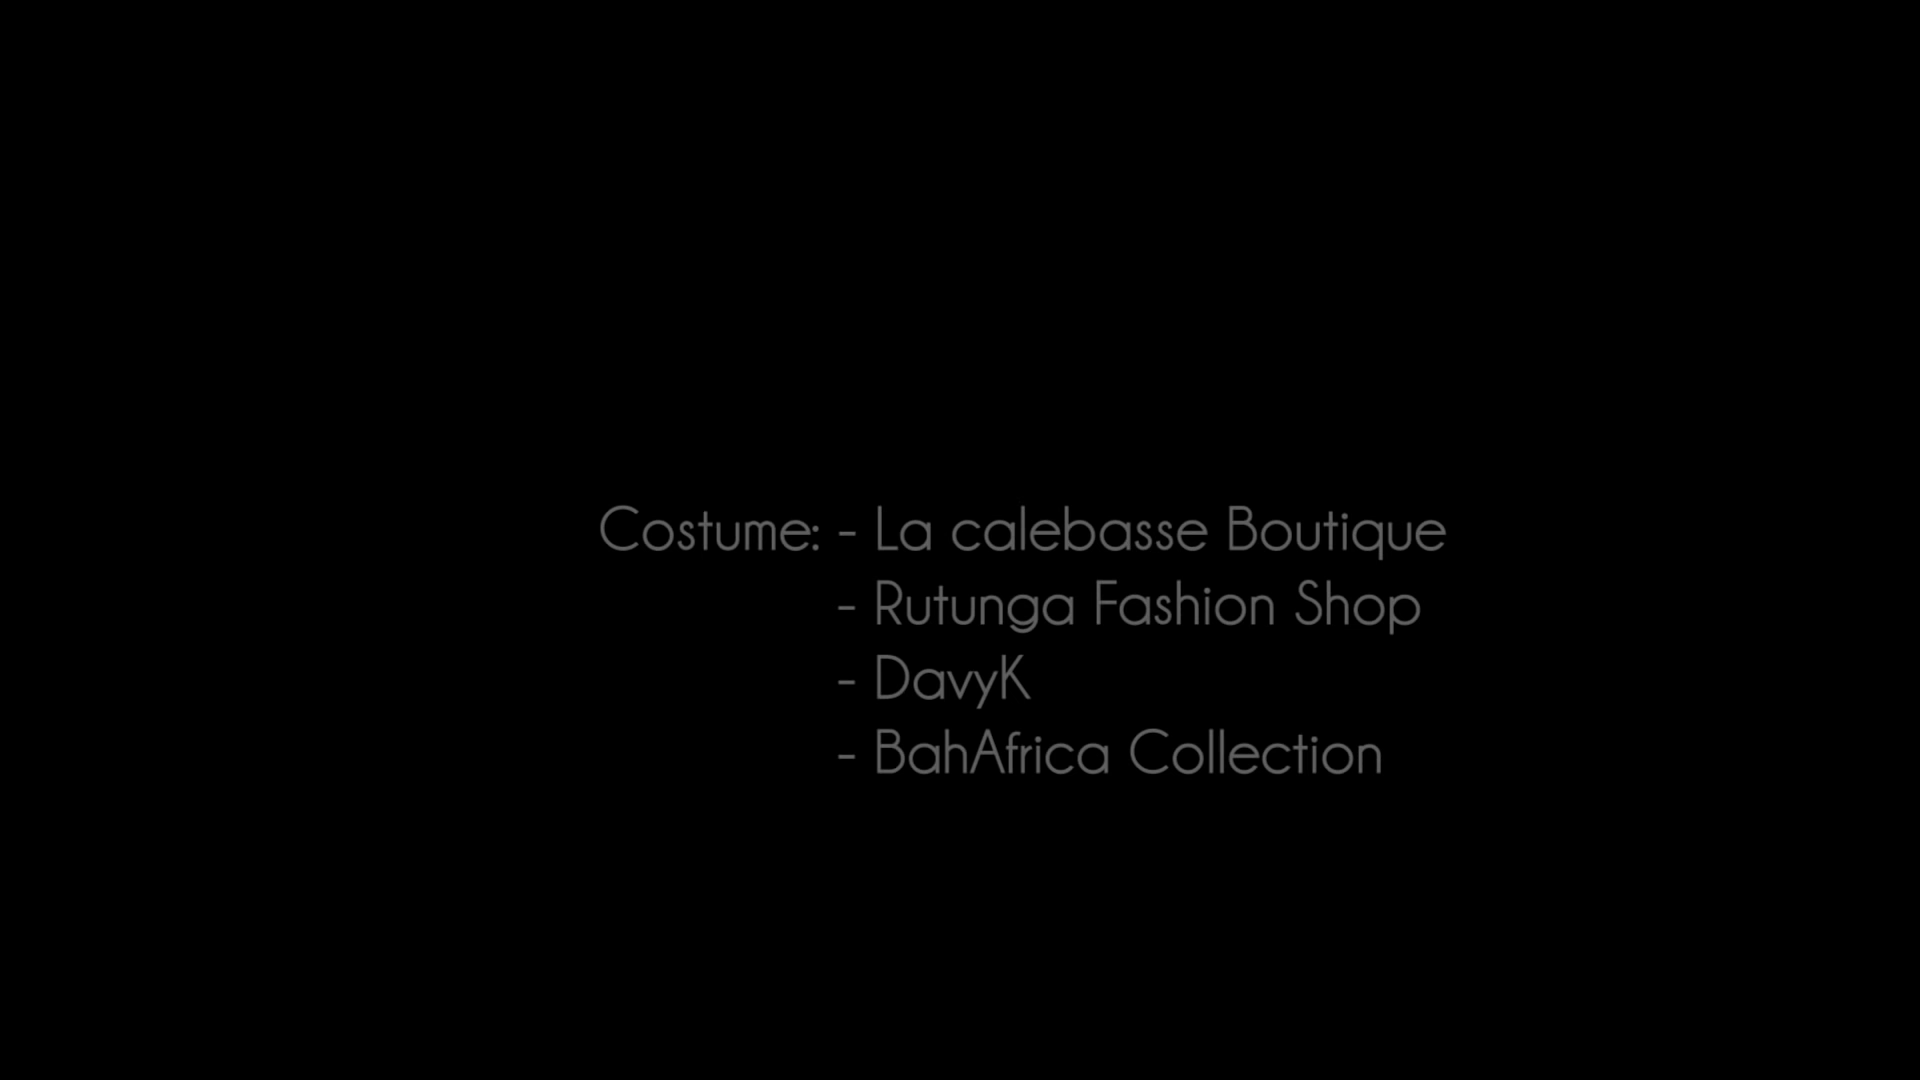 Costume: - La calebasse Boutique
- Rutunga Fashion Shop
- DavyK
- BahAfrica Collection